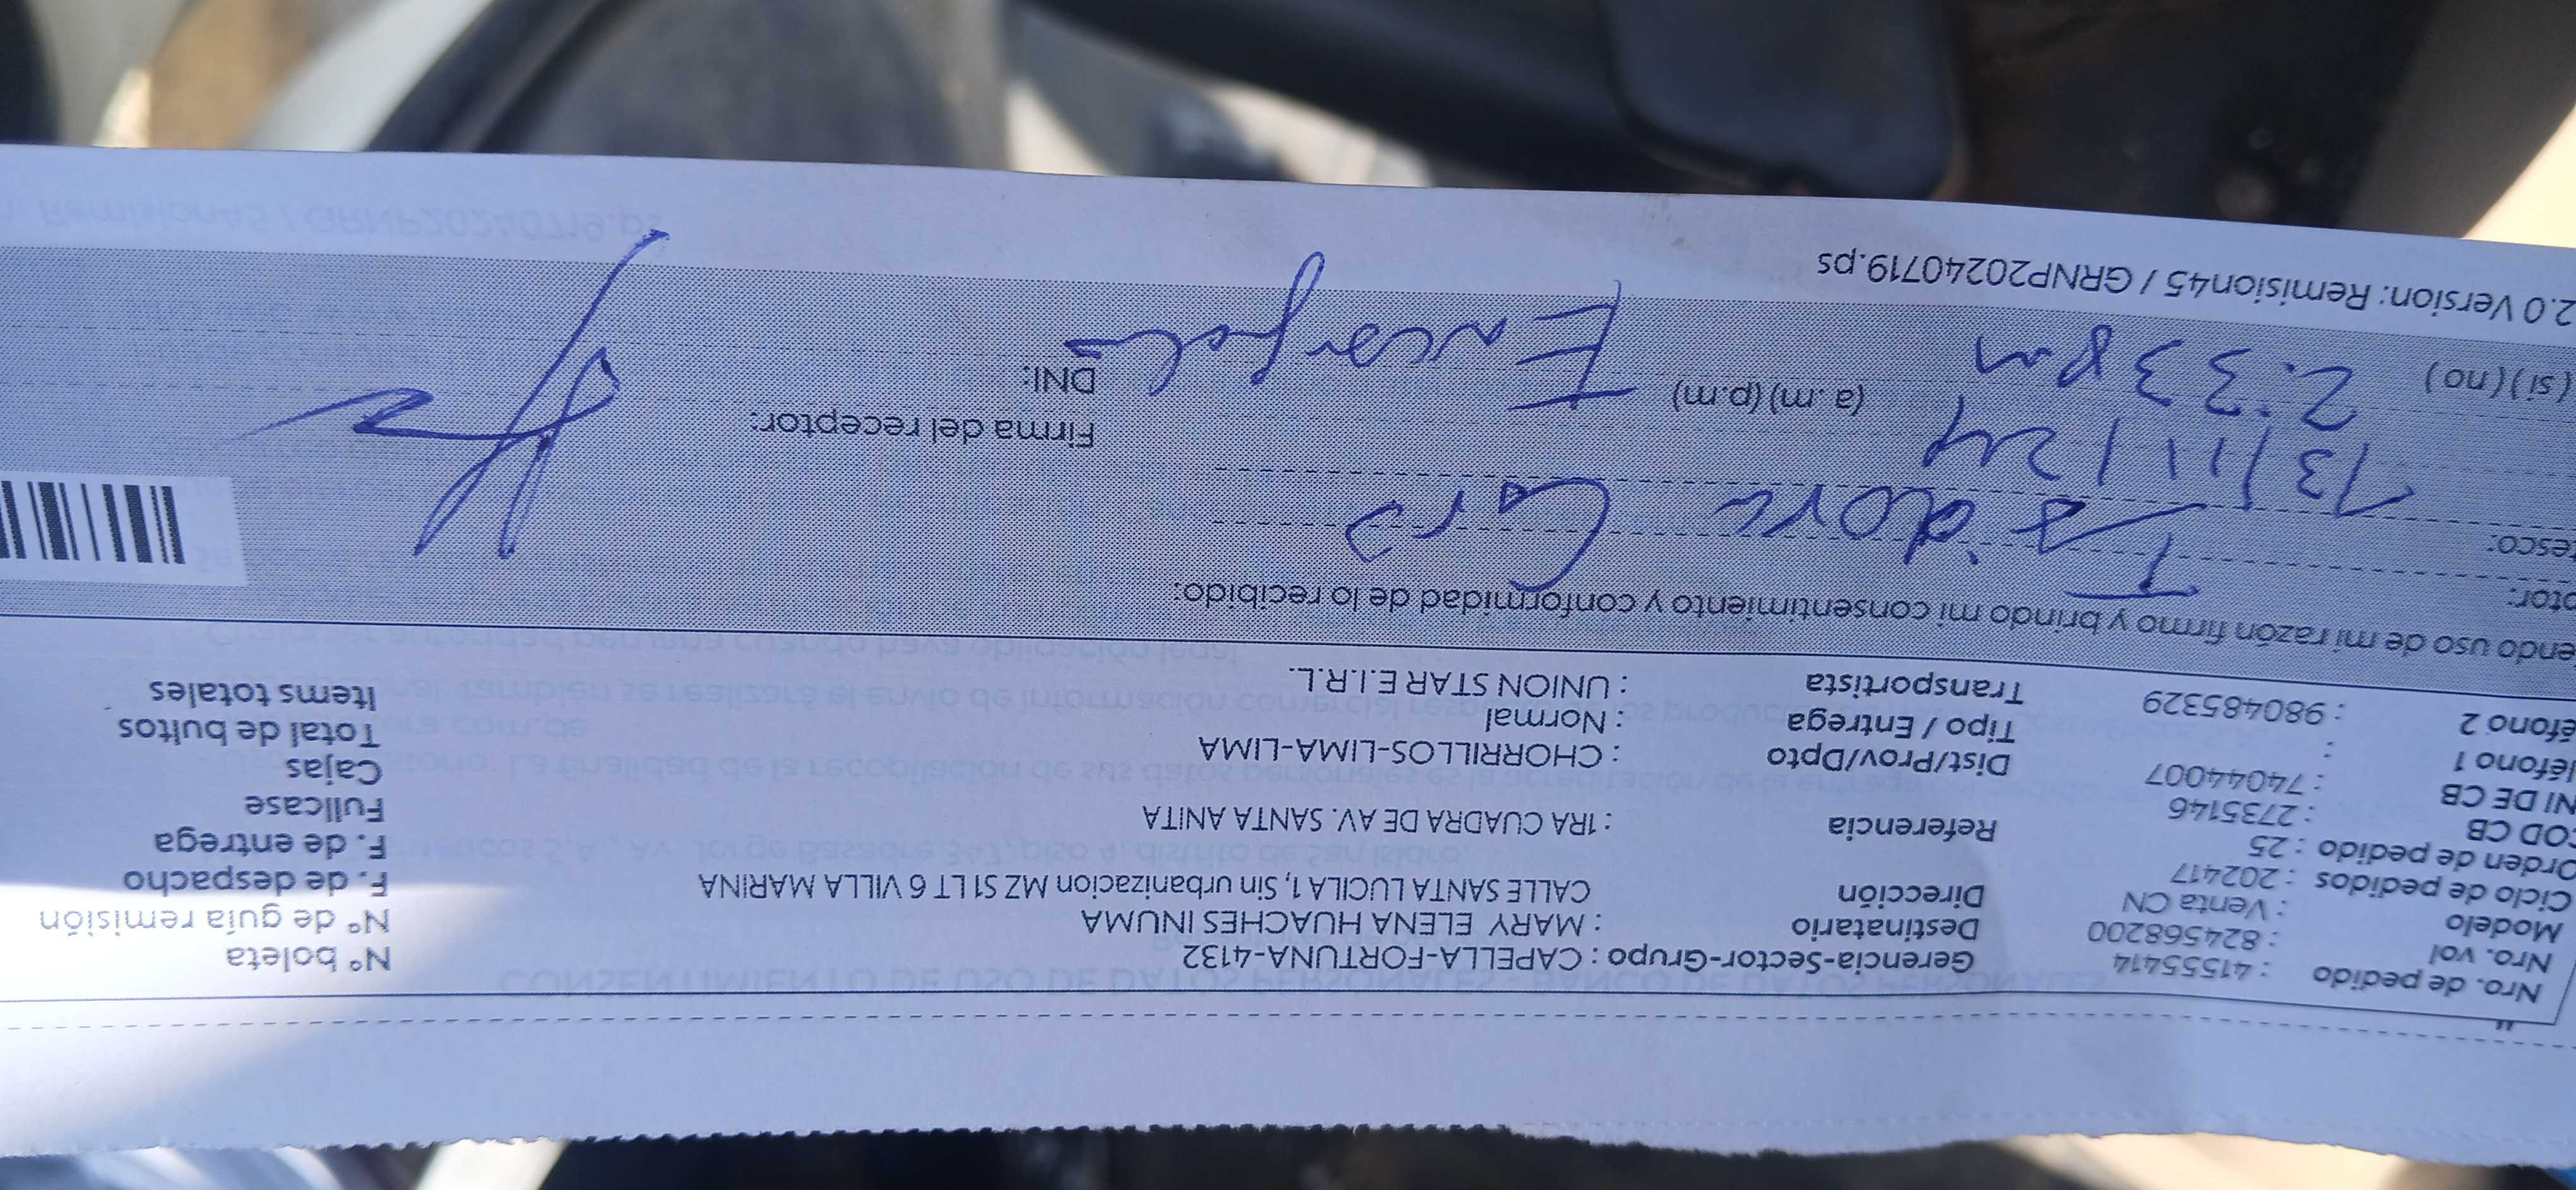 Nro. de pedido : 41555414 Gerencia-Sector-Grupo : CAPELLA-FORTUNA-4132 N° boleta
Nro. vol : 824568200 Destinatario : MARY ELENA HUACHES INUMA N° de guía remisión
Modelo : Venta CN Dirección CALLE SANTA LUCILA 1, Sin urbanizacion MZ S1 LT 6 VILLA MARINA F. de despacho
Ciclo de pedidos : 202417 F. de entrega
Orden de pedido : 25 Referencia : 1RA CUADRA DE AV. SANTA ANITA Fullcase
COD CB : 2735146 Cajas
NI DE CB : 74044007 Dist/Prov/Dpto : CHORRILLOS-LIMA-LIMA Total de bultos
léfono 1 : Tipo / Entrega : Normal Items totales
éfono 2 : 980485329 Transportista : UNION STAR E.I.R.L.
endo uso de mi razón firmo y brindo mi consentimiento y conformidad de lo recibido:
ptor: Isidora Caro
esco: 13/11/24 Firma del receptor:
(si) (no) 2:33 pm (a.m) (p.m) DNI:
2.0 Version: Remision45 / GRNP20240719.ps